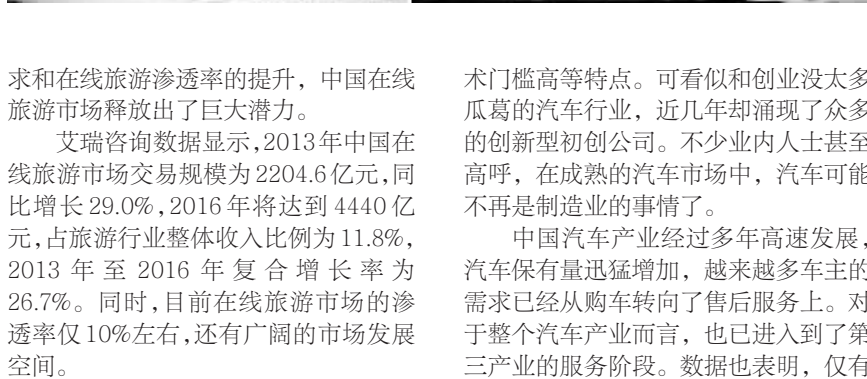 求和在线旅游渗透率的提升，中国在线
旅游市场释放出了巨大潜力。
艾瑞咨询数据显示，2013年中国在
线旅游市场交易规模为2204.6亿元，同
比增长29.0%，2016年将达到4440亿
元，占旅游行业整体收入比例为11.8%，
2013年至2016年复合增长率为
26.7%。同时，目前在线旅游市场的渗
透率仅10%左右，还有广阔的市场发展
空间。
术门槛高等特点。可看似和创业没太多
瓜葛的汽车行业，近几年却涌现了众多
的创新型初创公司。不少业内人士甚至
高呼，在成熟的汽车市场中，汽车可能
不再是制造业的事情了。
中国汽车产业经过多年高速发展，
汽车保有量迅猛增加，越来越多车主的
需求已经从购车转向了售后服务上。对
于整个汽车产业而言，也已进入到了第
三产业的服务阶段。数据也表明，仅有